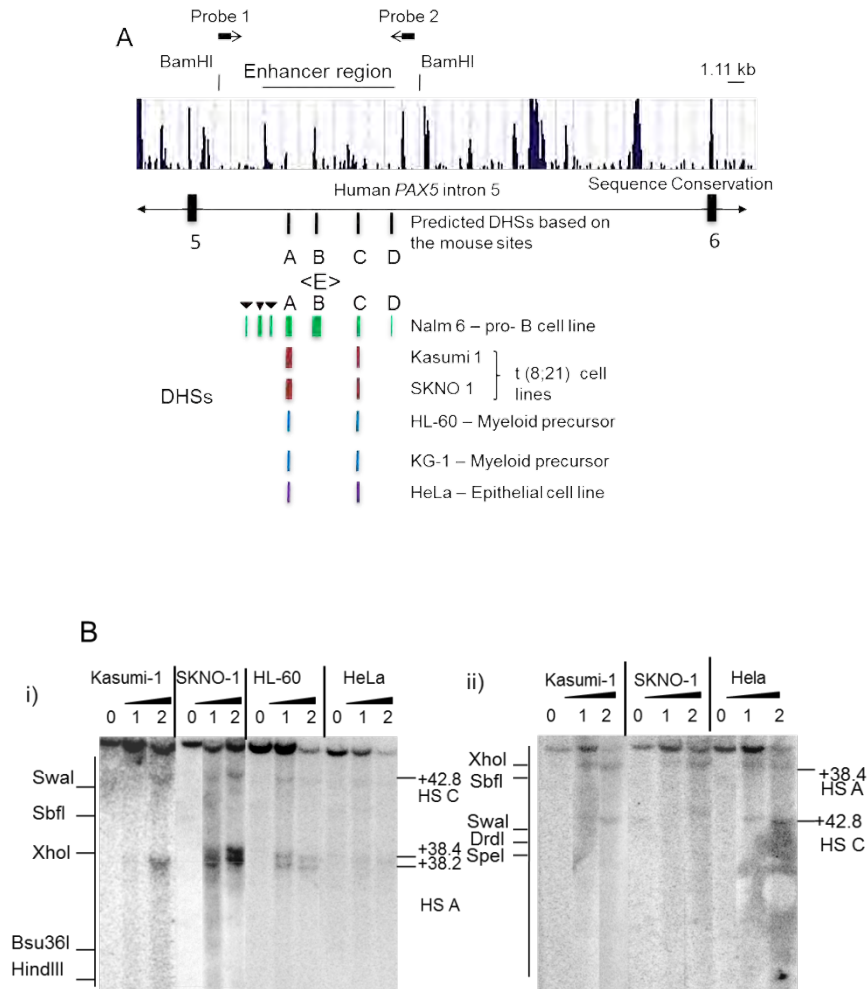 Probe 1
Probe 2
A
BamHI
Enhancer region
BamHI
1.11 kb
Human PAX5 intron 5
Sequence Conservation
Predicted DHSs based on
the mouse sites
5
6
A B C D
<E>
A B C D
Nalm 6 – pro- B cell line
Kasumi 1
SKNO 1
t (8;21) cell
lines
DHSs
HL-60 – Myeloid precursor
KG-1 – Myeloid precursor
HeLa – Epithelial cell line
B
i)
Kasumi-1 SKNO-1 HL-60 HeLa
0 1 2 0 1 2 0 1 2 0 1 2
SwaI
SbfI
XhoI
Bsu36I
HindIII
+42.8
HS C
+38.4
+38.2
HS A
ii)
Kasumi-1 SKNO-1 Hela
0 1 2 0 1 2 0 1 2
XhoI
SbfI
SwaI
DrdI
SpeI
+38.4
HS A
+42.8
HS C